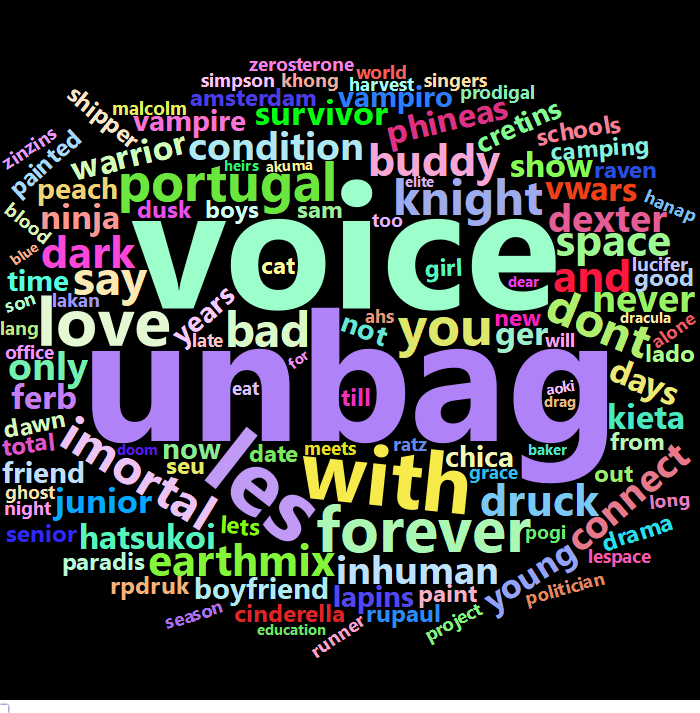 zerosterone
world
simpson
khong
harvest
singers
amsterdam
vampiro
prodigal
shipper
malcolm
vampire
survivor
phineas
cretins
schools
zinzins
painted
warrior
condition
heirs
akuma
buddy
show
camping
raven
peach
portugal
elite
knight
vwars
hanap
blood
ninja
dusk
boys
sam
too
dexter
blue
dark
voice
cat
girl
space
lucifer
time
say
dear
and
good
son
lakan
years
never
lang
love
late
bad
not
ahs
you
new
dont
dracula
alone
office
for
ger
will
lado
only
unbag
eat
till
aoki
drag
days
ferb
kieta
dawn
total
imortal
doom
now
date
meets
ratz
chica
baker
from
friend
seu
les
with
grace
out
connect
ghost
night
junior
druck
long
senior
hatsukoi
lets
forever
pogi
drama
paradis
earthmix
inhuman
young
lespace
rpdruk
boyfriend
lapins
paint
politician
season
cinderella
rupaul
project
education
runner